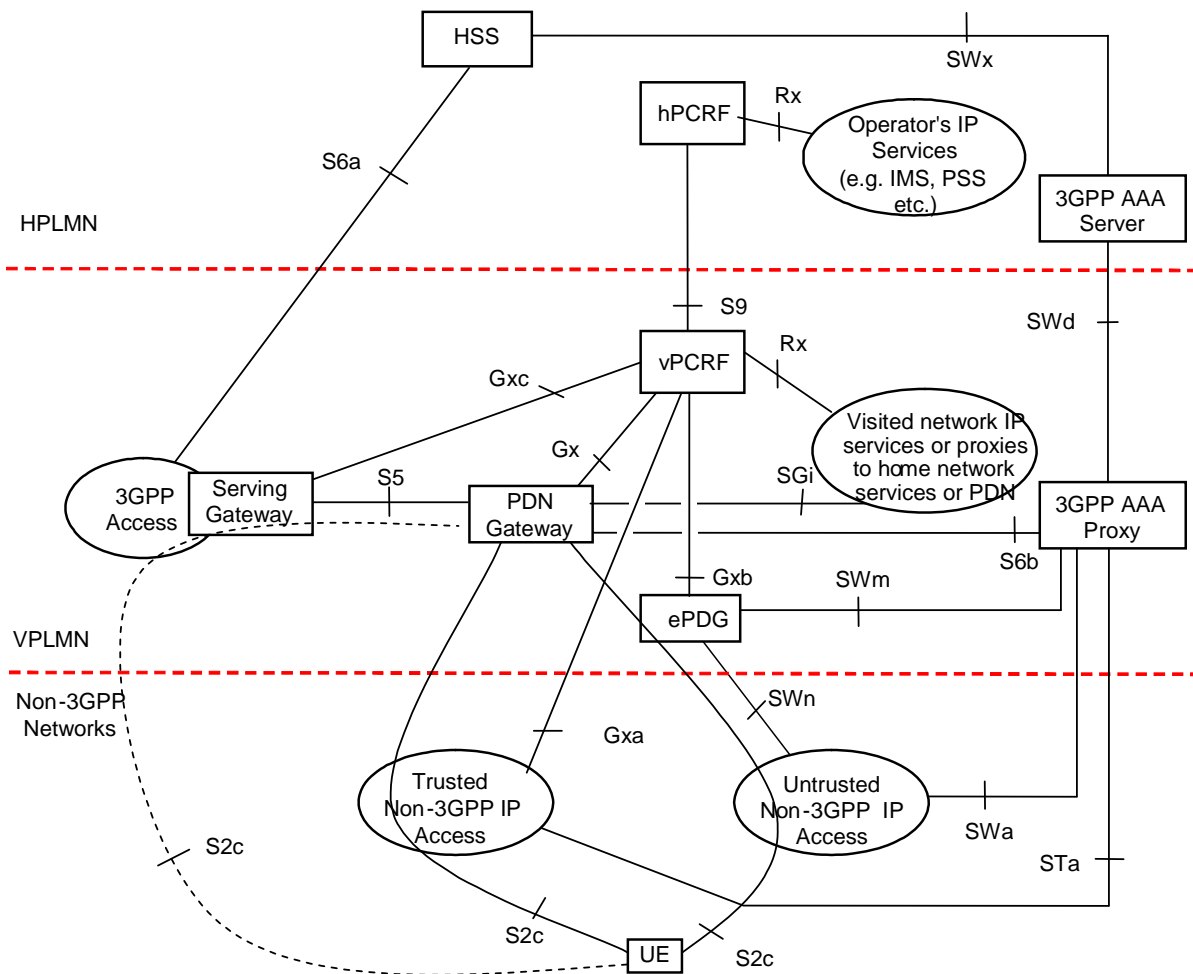 HSS
SWx
hPCRF
Rx
Operator's IP
Services
(e.g. IMS, PSS
etc.)
S6a
3GPP AAA
Server
HPLMN
S9
SWd
vPCRF
Rx
Gxc
Visited network IP
services or proxies
to home network
services or PDN
Gx
SGi
S5
3GPP
Access
Serving
Gateway
PDN
Gateway
3GPP AAA
Proxy
S6b
Gxb
SWm
ePDG
VPLMN
Non-3GPP
Networks
SWn
Gxa
Trusted
Non-3GPP IP
Access
Untrusted
Non-3GPP IP
Access
SWa
S2c
STa
S2c
S2c
UE